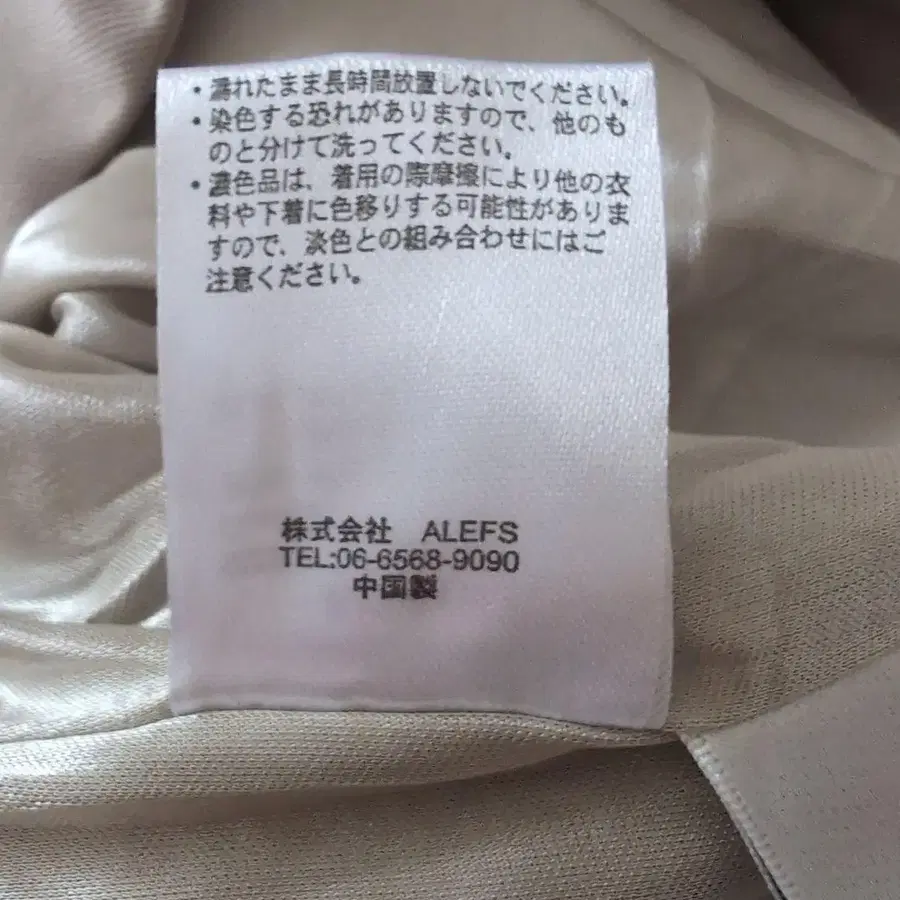 ・濡れたまま長時間放置しないでください。
・染色する恐れがありますので、他のも
のと分けて洗ってください。
・濃色品は、着用の際摩擦により他の衣
料や下着に色移りする可能性がありま
すので、淡色との組み合わせにはご
注意ください。
株式会社 ALEFS
TEL:06-6568-9090
中国製